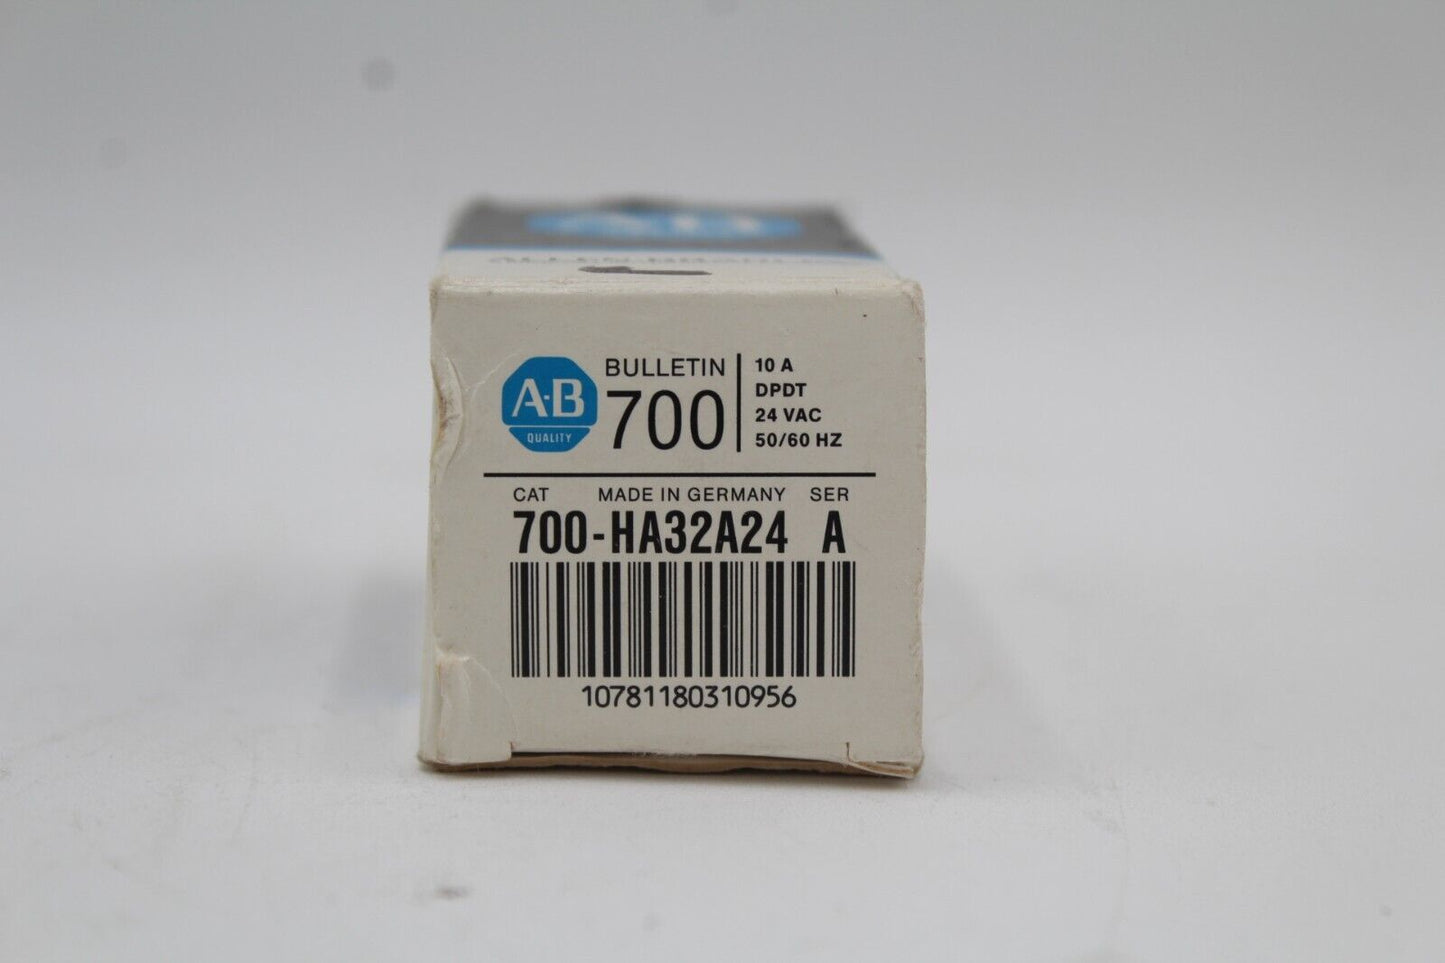 A·B
QUALITY
BULLETIN
700
10 A
DPDT
24 VAC
50/60 HZ
CAT MADE IN GERMANY SER
700-HA32A24 A
10781180310956